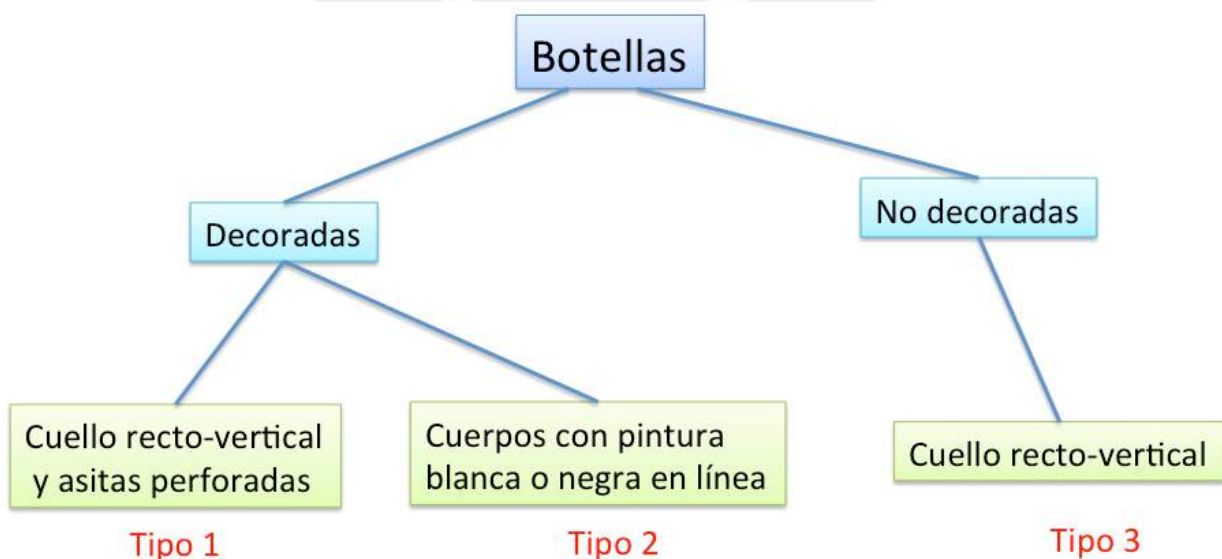 Botellas
Decoradas
No decoradas
Cuello recto-vertical
y asitas perforadas
Cuerpos con pintura
blanca o negra en línea
Cuello recto-vertical
Tipo 1
Tipo 2
Tipo 3